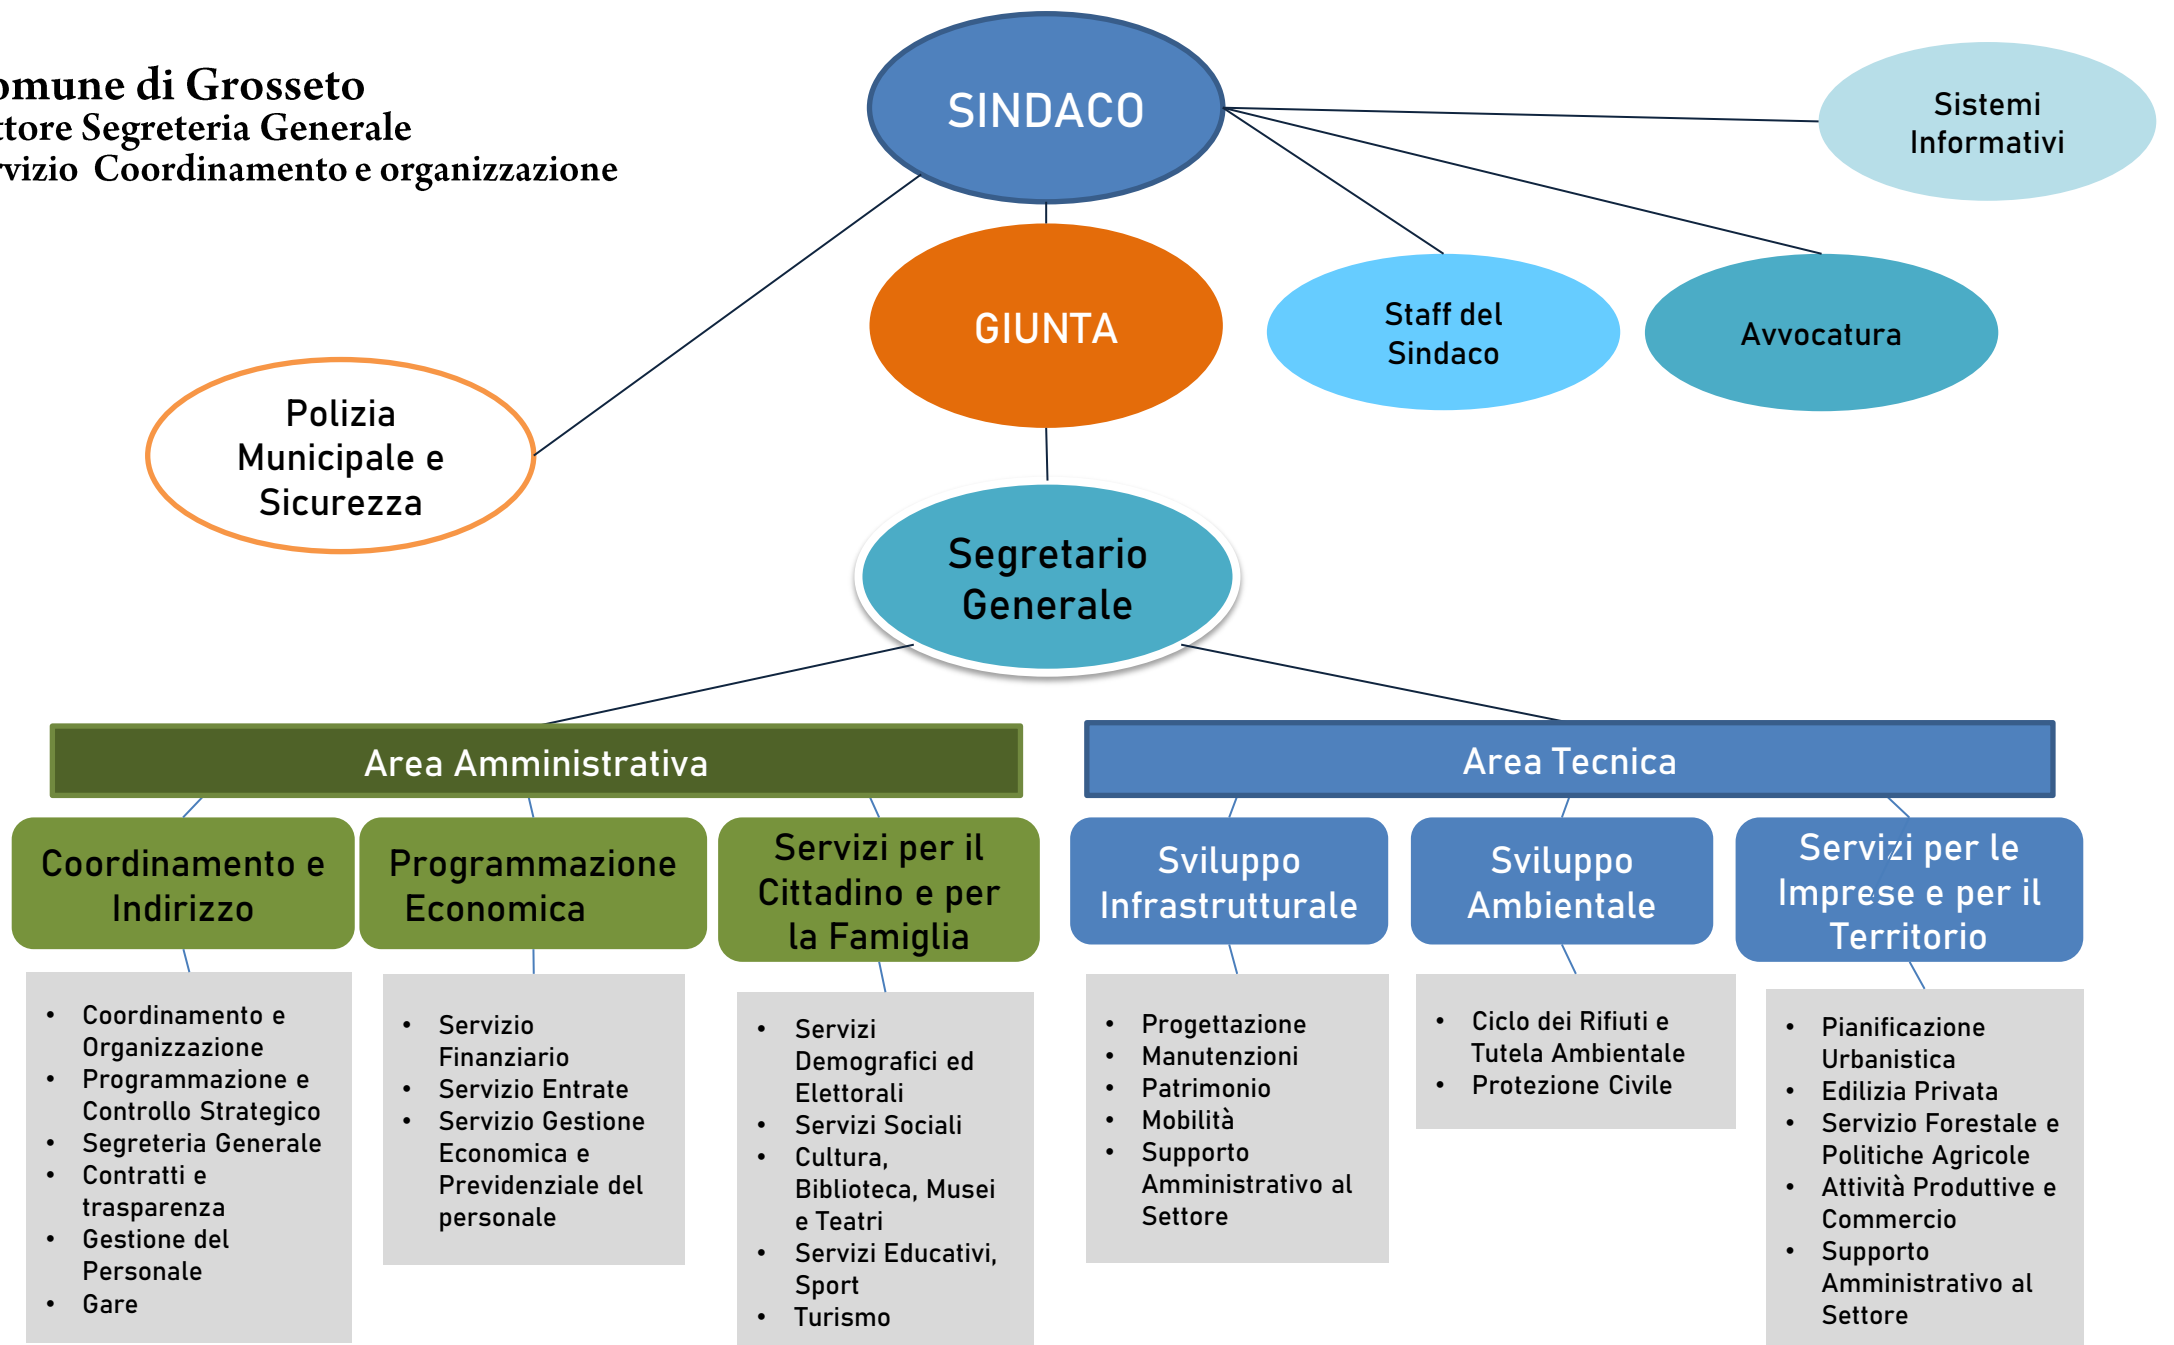 omune di Grosseto
ttore Segreteria Generale
rvizio Coordinamento e organizzazione
SINDACO
Sistemi
Informativi
GIUNTA
Staff del
Sindaco
Avvocatura
Polizia
Municipale e
Sicurezza
Segretario
Generale
Area Amministrativa
Area Tecnica
Coordinamento e
Indirizzo
Programmazione
Economica
Servizi per il
Cittadino e per
la Famiglia
Sviluppo
Infrastrutturale
Sviluppo
Ambientale
Servizi per le
Imprese e per il
Territorio
• Coordinamento e
Organizzazione
• Programmazione e
Controllo Strategico
• Segreteria Generale
• Contratti e
trasparenza
• Gestione del
Personale
• Gare
• Servizio
Finanziario
• Servizio Entrate
• Servizio Gestione
Economica e
Previdenziale del
personale
• Servizi
Demografici ed
Elettorali
• Servizi Sociali
• Cultura,
Biblioteca, Musei
e Teatri
• Servizi Educativi,
Sport
• Turismo
• Progettazione
• Manutenzioni
• Patrimonio
• Mobilità
• Supporto
Amministrativo al
Settore
• Ciclo dei Rifiuti e
Tutela Ambientale
• Protezione Civile
• Pianificazione
Urbanistica
• Edilizia Privata
• Servizio Forestale e
Politiche Agricole
• Attività Produttive e
Commercio
• Supporto
Amministrativo al
Settore